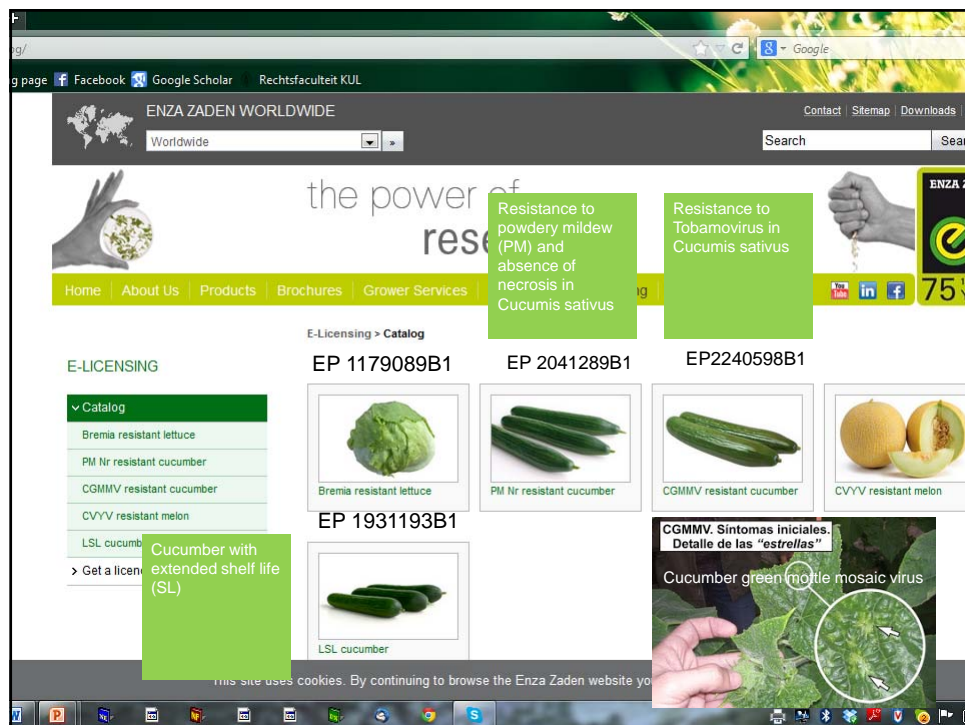 g/
Google
g page Facebook Google Scholar Rechtsfaculteit KUL
ENZA ZADEN WORLDWIDE
Contact Sitemap Downloads
Worldwide
»
Search
Sear
the power of
rese
ENZA Z
75
Resistance to
powdery mildew
(PM) and
absence of
necrosis in
Cucumis sativus
Resistance to
Tobamovirus in
Cucumis sativus
Home About Us Products Brochures Grower Services
g
You
Tube
in
f
E-Licensing > Catalog
E-LICENSING
EP 1179089B1
EP 2041289B1
EP2240598B1
Catalog
Bremia resistant lettuce
PM Nr resistant cucumber
CGMMV resistant cucumber
CVYV resistant melon
LSL cucumb
> Get a licen
Bremia resistant lettuce
PM Nr resistant cucumber
CGMMV resistant cucumber
CVYV resistant melon
EP 1931193B1
Cucumber with
extended shelf life
(SL)
LSL cucumber
CGMMV. Síntomas iniciales.
Detalle de las "estrellas"
Cucumber green mottle mosaic virus
This site uses cookies. By continuing to browse the Enza Zaden website yo